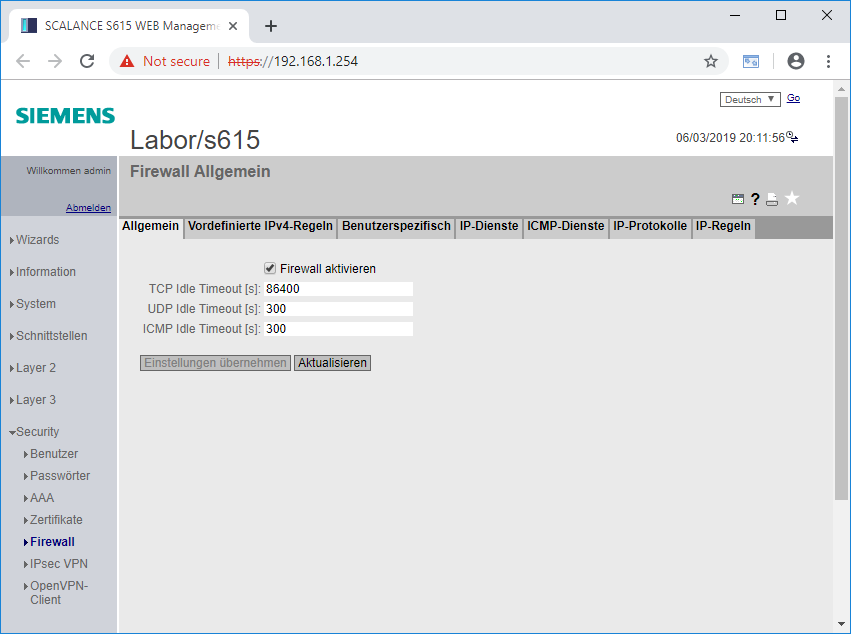 SCALANCE S615 WEB Manageme
Not secure
https://192.168.1.254
Deutsch
Go
SIEMENS
Labor/s615
06/03/2019 20:11:56
Willkommen admin
Firewall Allgemein
Abmelden
?
Allgemein Vordefinierte IPv4-Regeln Benutzerspezifisch IP-Dienste ICMP-Dienste IP-Protokolle IP-Regeln
Wizards
Information
System
Schnittstellen
Layer 2
Layer 3
Security
Benutzer
Passwörter
AAA
Zertifikate
Firewall
IPsec VPN
OpenVPN-
Client
Firewall aktivieren
TCP Idle Timeout [s]: 86400
UDP Idle Timeout [s]: 300
ICMP Idle Timeout [s]: 300
Einstellungen übernehmen Aktualisieren